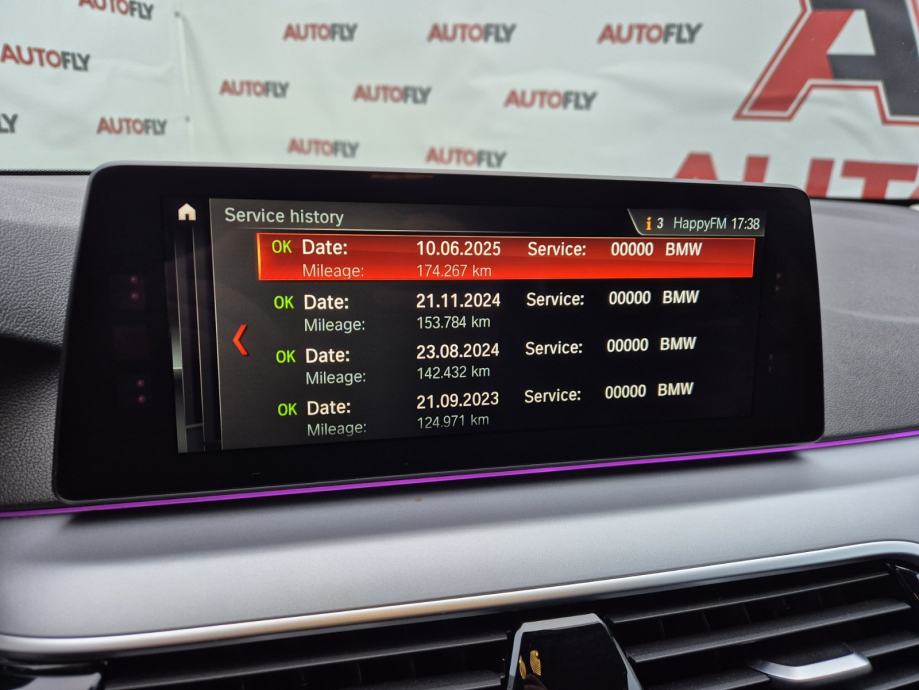 AUTOFLY
AUTOFLY AUTOFLY AUTOFLY
AUTOFLY
AUTOFLY AUTOFLY AUTOFLY
AUTOFLY
AUTOFLY AUTOFLY
Service history
i 3 HappyFM 17:38
OK Date: 10.06.2025 Service: 00000 BMW
Mileage: 174.267 km
OK Date: 21.11.2024 Service: 00000 BMW
Mileage: 153.784 km
OK Date: 23.08.2024 Service: 00000 BMW
Mileage: 142.432 km
OK Date: 21.09.2023 Service: 00000 BMW
Mileage: 124.971 km